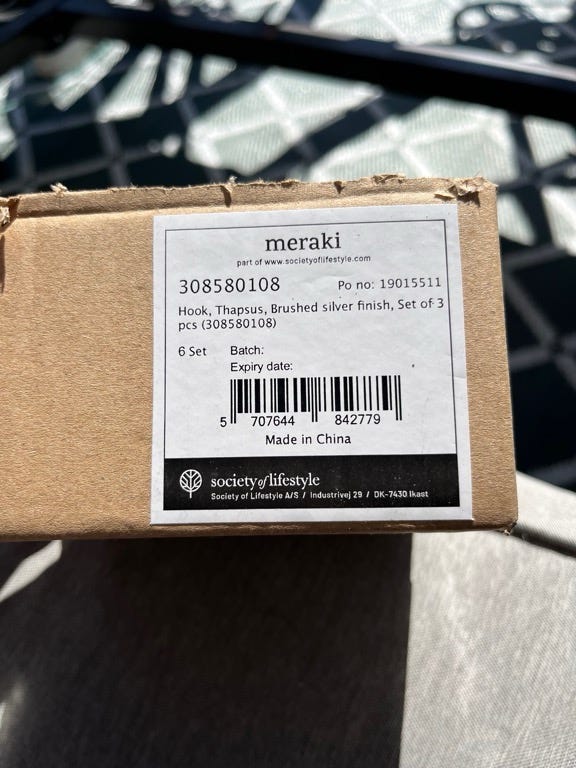 meraki
part of www.societyoflifestyle.com
308580108 Po no: 19015511
Hook, Thapsus, Brushed silver finish, Set of 3
pcs (308580108)
6 Set Batch:
Expiry date:
5 707644 842779
Made in China
society of lifestyle
Society of Lifestyle A/S / Industrivej 29 / DK-7430 Ikast